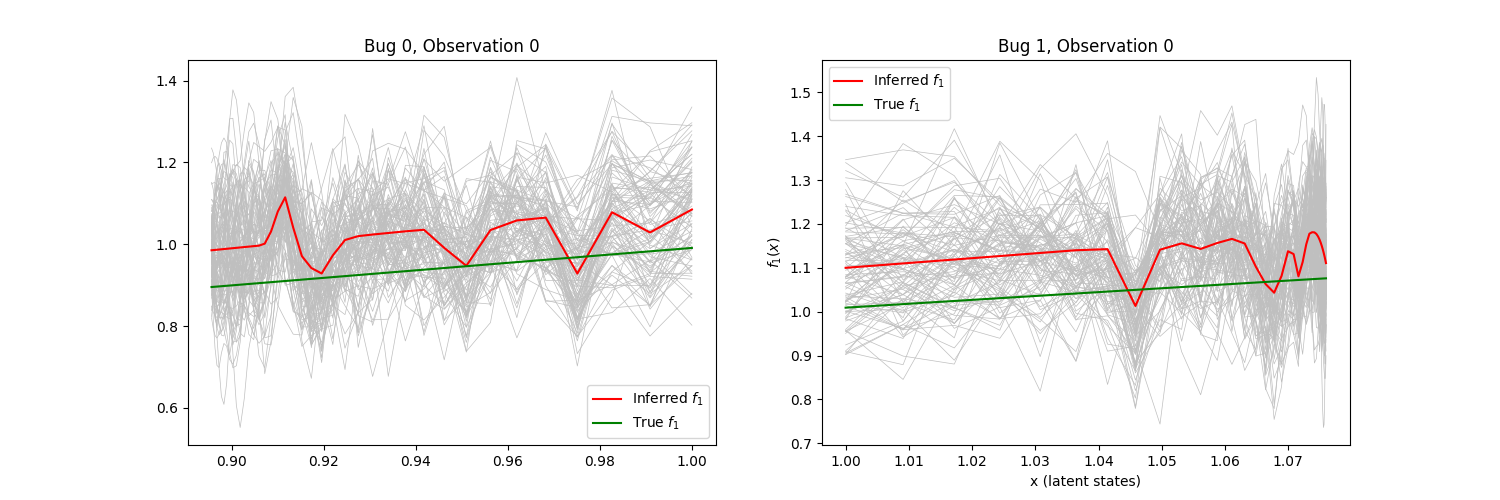 Bug 0, Observation 0
1.4
1.2
1.0
0.8
0.6
Inferred f₁
True f₁
0.90 0.92 0.94 0.96 0.98 1.00
Bug 1, Observation 0
Inferred f₁
True f₁
f₁(x)
1.5
1.4
1.3
1.2
1.1
1.0
0.9
0.8
0.7
1.00 1.01 1.02 1.03 1.04 1.05 1.06 1.07
x (latent states)